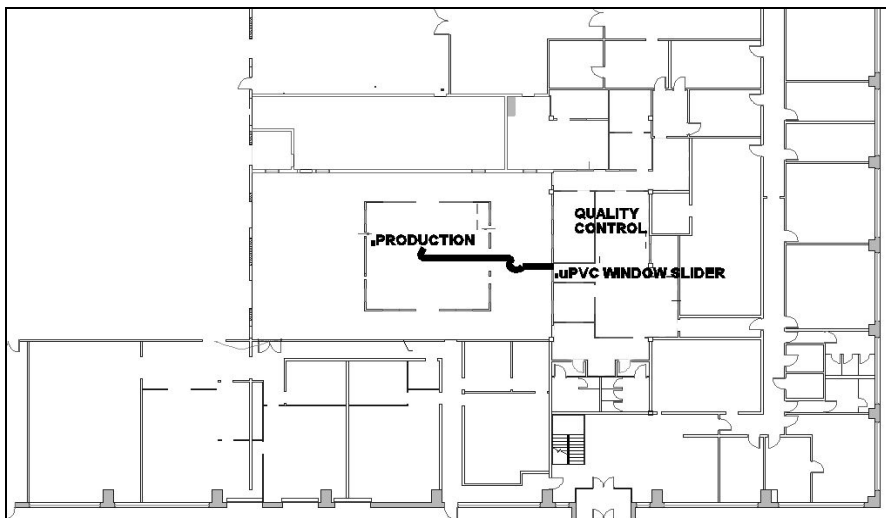 QUALITY
CONTROL
.PRODUCTION
.uPVC WINDOW SLIDER